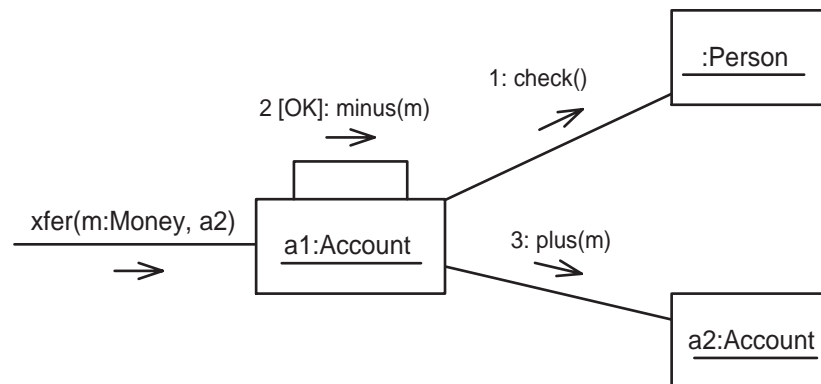 :Person
1: check()
2 [OK]: minus(m)
xfer(m:Money, a2)
a1:Account
3: plus(m)
a2:Account